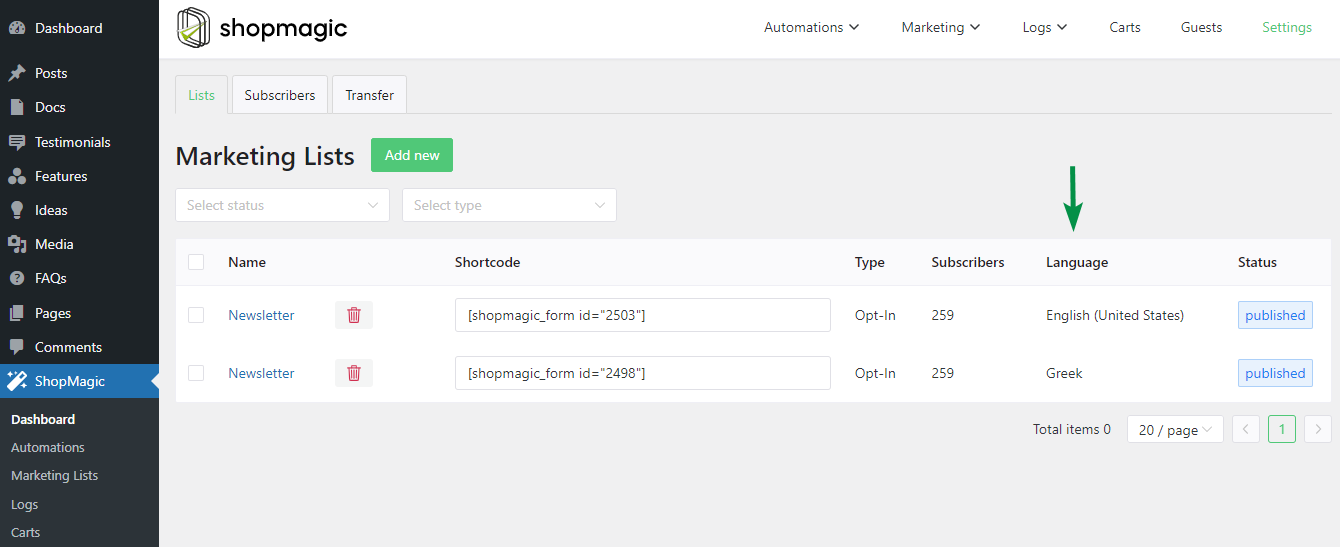 Dashboard
Posts
Docs
Testimonials
Features
Ideas
Media
FAQs
Pages
Comments
ShopMagic
Dashboard
Automations
Marketing Lists
Logs
Carts
shopmagic
Automations Marketing Logs Carts Guests Settings
Lists Subscribers Transfer
Marketing Lists Add new
Select status Select type
Name Shortcode Type Subscribers Language Status
Newsletter [shopmagic_form id="2503"] Opt-In 259 English (United States) published
Newsletter [shopmagic_form id="2498"] Opt-In 259 Greek published
Total items 0 20 / page 1